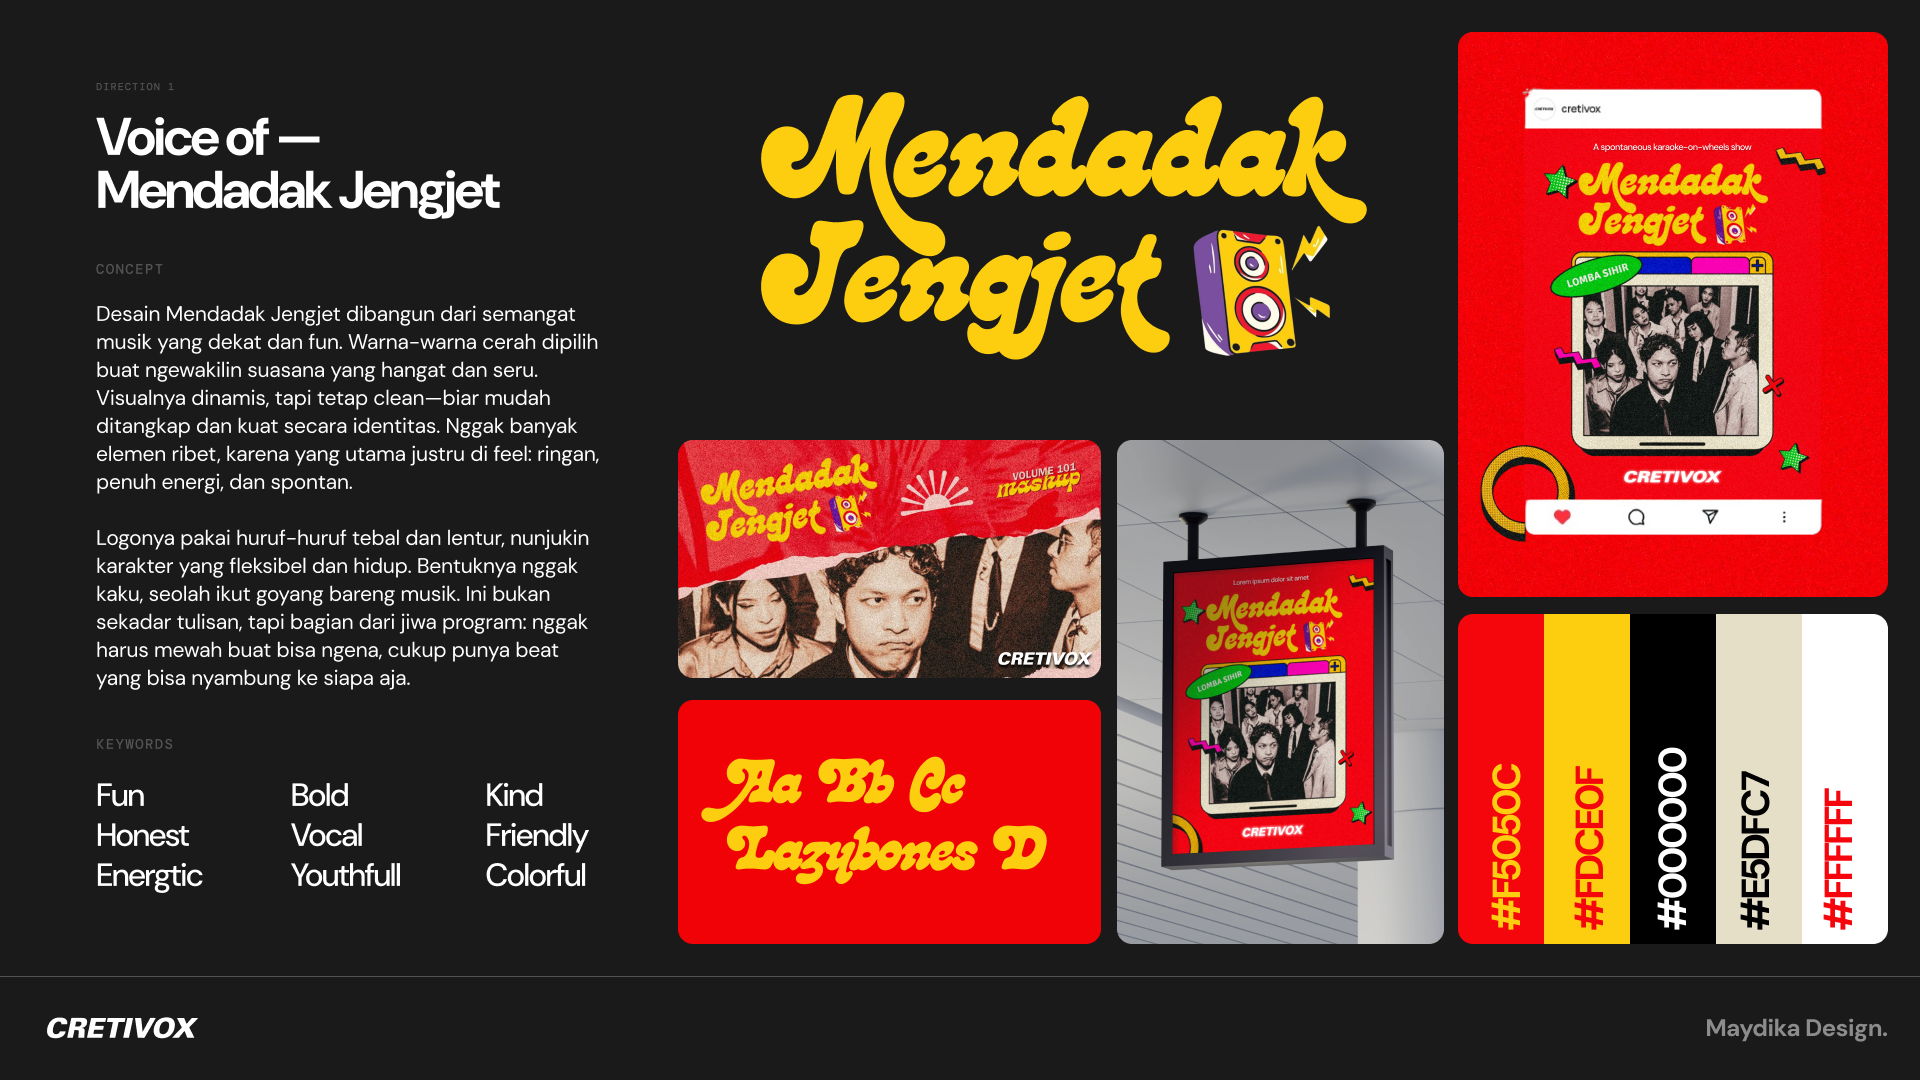 DIRECTION 1
Voice of —
Mendadak Jengjet
CONCEPT
Desain Mendadak Jengjet dibangun dari semangat
musik yang dekat dan fun. Warna-warna cerah dipilih
buat ngewakilin suasana yang hangat dan seru.
Visualnya dinamis, tapi tetap clean—biar mudah
ditangkap dan kuat secara identitas. Nggak banyak
elemen ribet, karena yang utama justru di feel: ringan,
penuh energi, dan spontan.
Logonya pakai huruf-huruf tebal dan lentur, nunjukin
karakter yang fleksibel dan hidup. Bentuknya nggak
kaku, seolah ikut goyang bareng musik. Ini bukan
sekadar tulisan, tapi bagian dari jiwa program: nggak
harus mewah buat bisa ngena, cukup punya beat
yang bisa nyambung ke siapa aja.
KEYWORDS
Fun Bold Kind
Honest Vocal Friendly
Energtic Youthfull Colorful
Mendadak
Jengjet
Mendadak
Jengjet
VOLUME 101
mashup
CRETIVOX
Aa Bb Cc
Lazybones D
Lorem ipsum dolor sit amet
Mendadak
Jengjet
LOMBA SIHIR
CRETIVOX
CRETIVOX
cretivox
A spontaneous karaoke-on-wheels show
Mendadak
Jengjet
LOMBA SIHIR
CRETIVOX
#F5050C
#FDCE0F
#000000
#E5DFC7
#FFFFFF
CRETIVOX
Maydika Design.